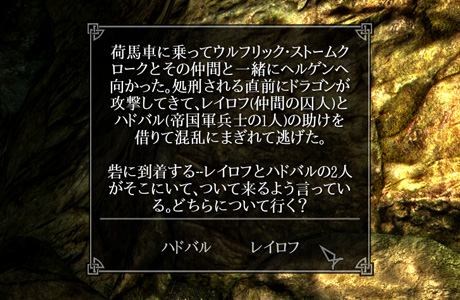 荷馬車に乗ってウルフリック・ストームク
ロークとその仲間と一緒にヘルゲンへ
向かった。処刑される直前にドラゴンが
攻撃してきて、レイロフ(仲間の囚人)と
ハドバル(帝国軍兵士の1人)の助けを
借りて混乱にまぎれて逃げた。
砦に到着する--レイロフとハドバルの2人
がそこにいて、ついて来るよう言ってい
る。どちらについて行く?
ハドバル レイロフ